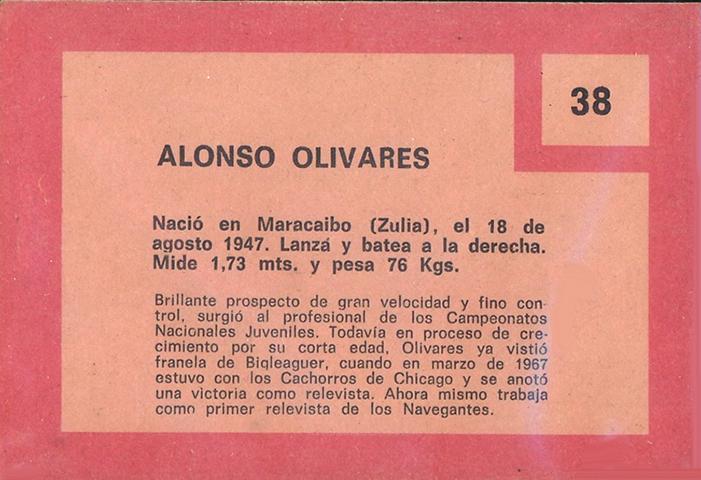 38
ALONSO OLIVARES
Nació en Maracaibo (Zulia), el 18 de
agosto 1947. Lanza y batea a la derecha.
Mide 1,73 mts. y pesa 76 Kgs.
Brillante prospecto de gran velocidad y fino con-
trol, surgió al profesional de los Campeonatos
Nacionales Juveniles. Todavía en proceso de cre-
cimiento por su corta edad, Olivares ya vistió
franela de Bigleaguer, cuando en marzo de 1967
estuvo con los Cachorros de Chicago y se anotó
una victoria como relevista. Ahora mismo trabaja
como primer relevista de los Navegantes.